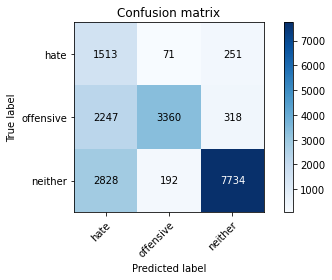 Confusion matrix
hate 1513 71 251
offensive 2247 3360 318
neither 2828 192 7734
True label
hate offensive neither
Predicted label
7000
6000
5000
4000
3000
2000
1000